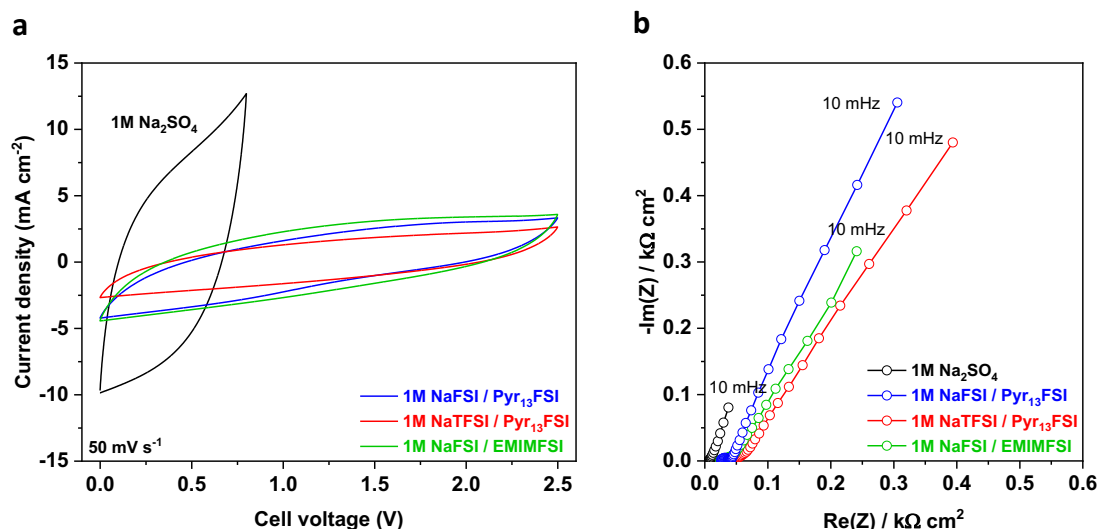 a
Current density (mA cm⁻²)
15
10
5
0
-5
-10
-15
1M Na₂SO₄
1M NaFSI / Pyr₁₃FSI
1M NaTFSI / Pyr₁₃FSI
1M NaFSI / EMIMFSI
50 mV s⁻¹
0.0 0.5 1.0 1.5 2.0 2.5
Cell voltage (V)
b
-Im(Z) / kΩ cm²
0.6
0.5
0.4
0.3
0.2
0.1
0.0
10 mHz
10 mHz
10 mHz
10 mHz
1M Na₂SO₄
1M NaFSI / Pyr₁₃FSI
1M NaTFSI / Pyr₁₃FSI
1M NaFSI / EMIMFSI
0.0 0.1 0.2 0.3 0.4 0.5 0.6
Re(Z) / kΩ cm²